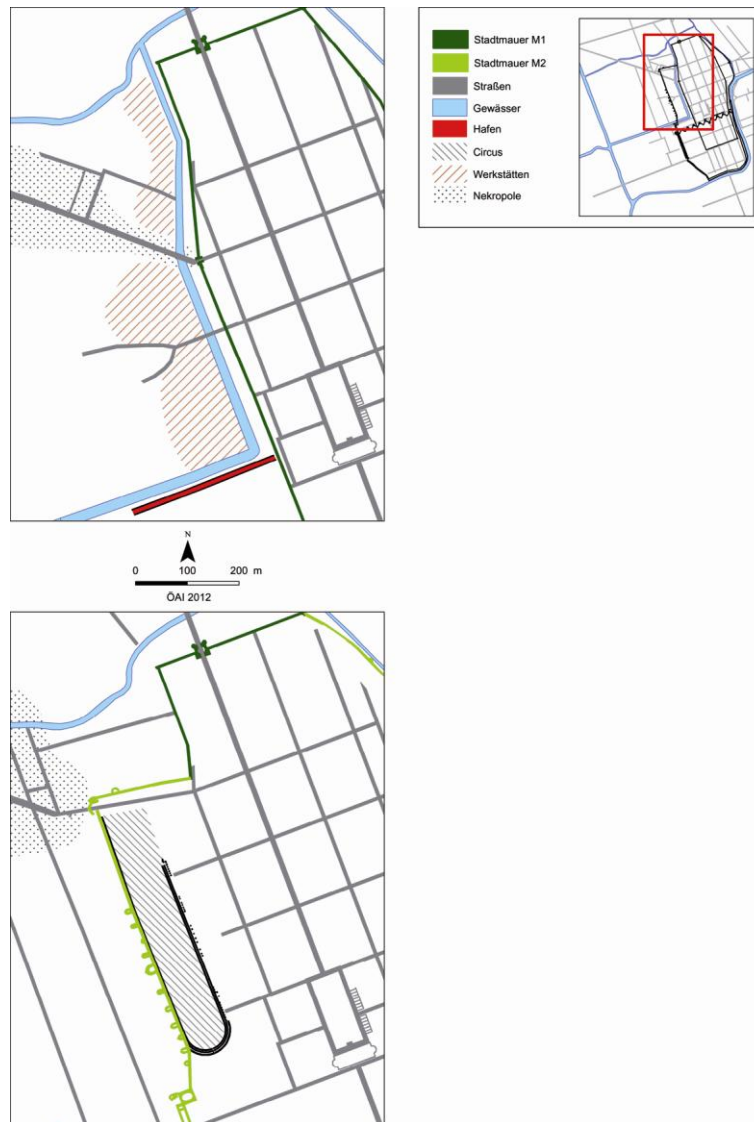 Stadtmauer M1
Stadtmauer M2
Straßen
Gewässer
Hafen
Circus
Werkstätten
Nekropole
N
0 100 200 m
ÖAI 2012